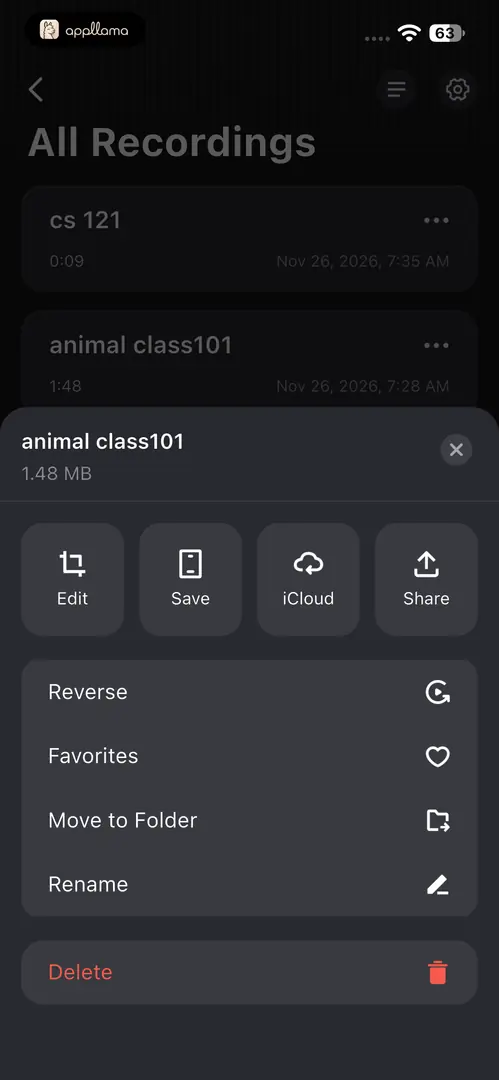 appllama
63
All Recordings
cs 121
0:09 Nov 26, 2026, 7:35 AM
animal class101
1:48 Nov 26, 2026, 7:28 AM
animal class101
1.48 MB
Edit Save iCloud Share
Reverse
Favorites
Move to Folder
Rename
Delete